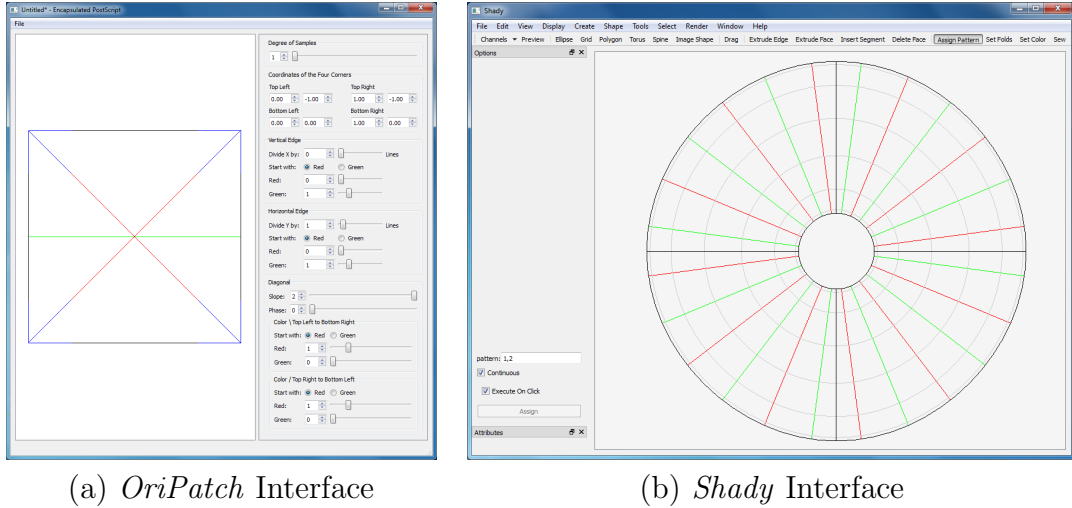 Untitled* - Encapsulated PostScript
File
Degree of Samples
1
Coordinates of the Four Corners
Top Left Top Right
0.00 -1.00 1.00 -1.00
Bottom Left Bottom Right
0.00 0.00 1.00 0.00
Vertical Edge
Divide X by: 0 Lines
Start with: Red Green
Red: 0
Green: 1
Horizontal Edge
Divide Y by: 1 Lines
Start with: Red Green
Red: 0
Green: 1
Diagonal
Slope: 2
Phase: 0
Color \ Top Left to Bottom Right
Start with: Red Green
Red: 1
Green: 0
Color / Top Right to Bottom Left
Start with: Red Green
Red: 1
Green: 0
(a) OriPatch Interface
Shady
File Edit View Display Create Shape Tools Select Render Window Help
Channels Preview Ellipse Grid Polygon Torus Spine Image Shape Drag Extrude Edge Extrude Face Insert Segment Delete Face Assign Pattern Set Folds Set Color Sew
Options
pattern: 1,2
Continuous
Execute On Click
Assign
Attributes
(b) Shady Interface